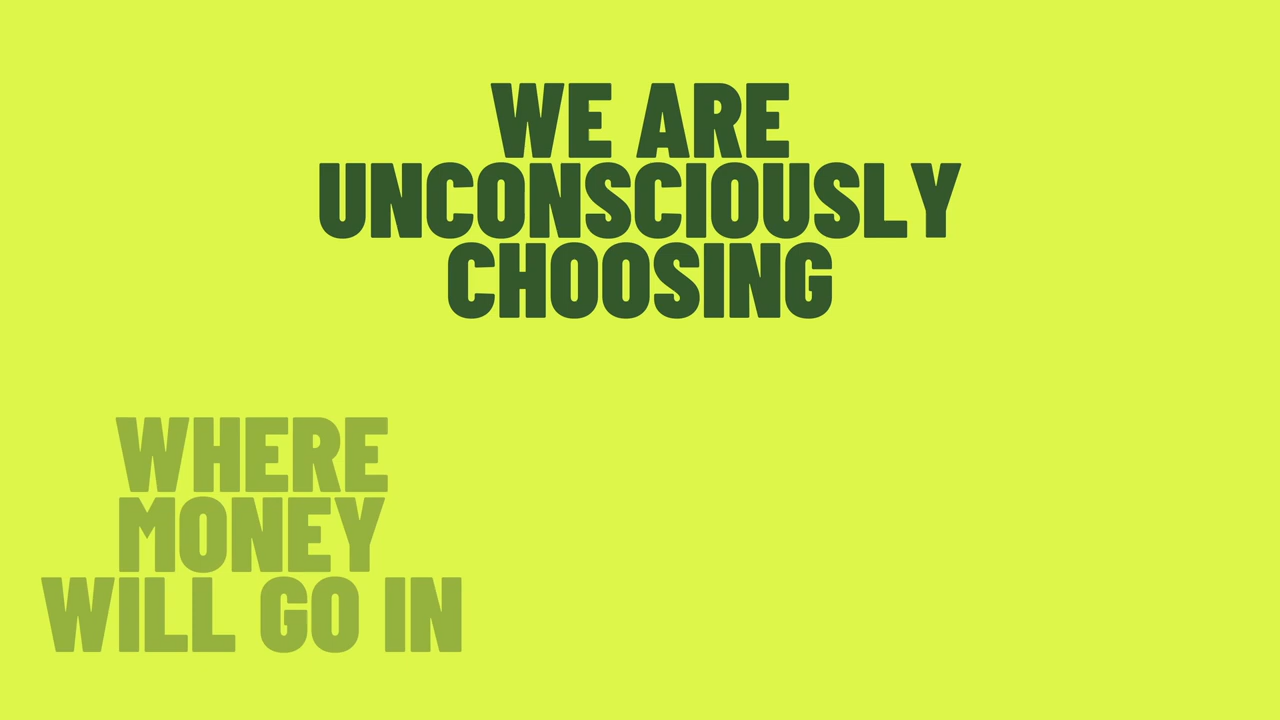 WE ARE
UNCONSCIOUSLY
CHOOSING
WHERE
MONEY
WILL GO IN